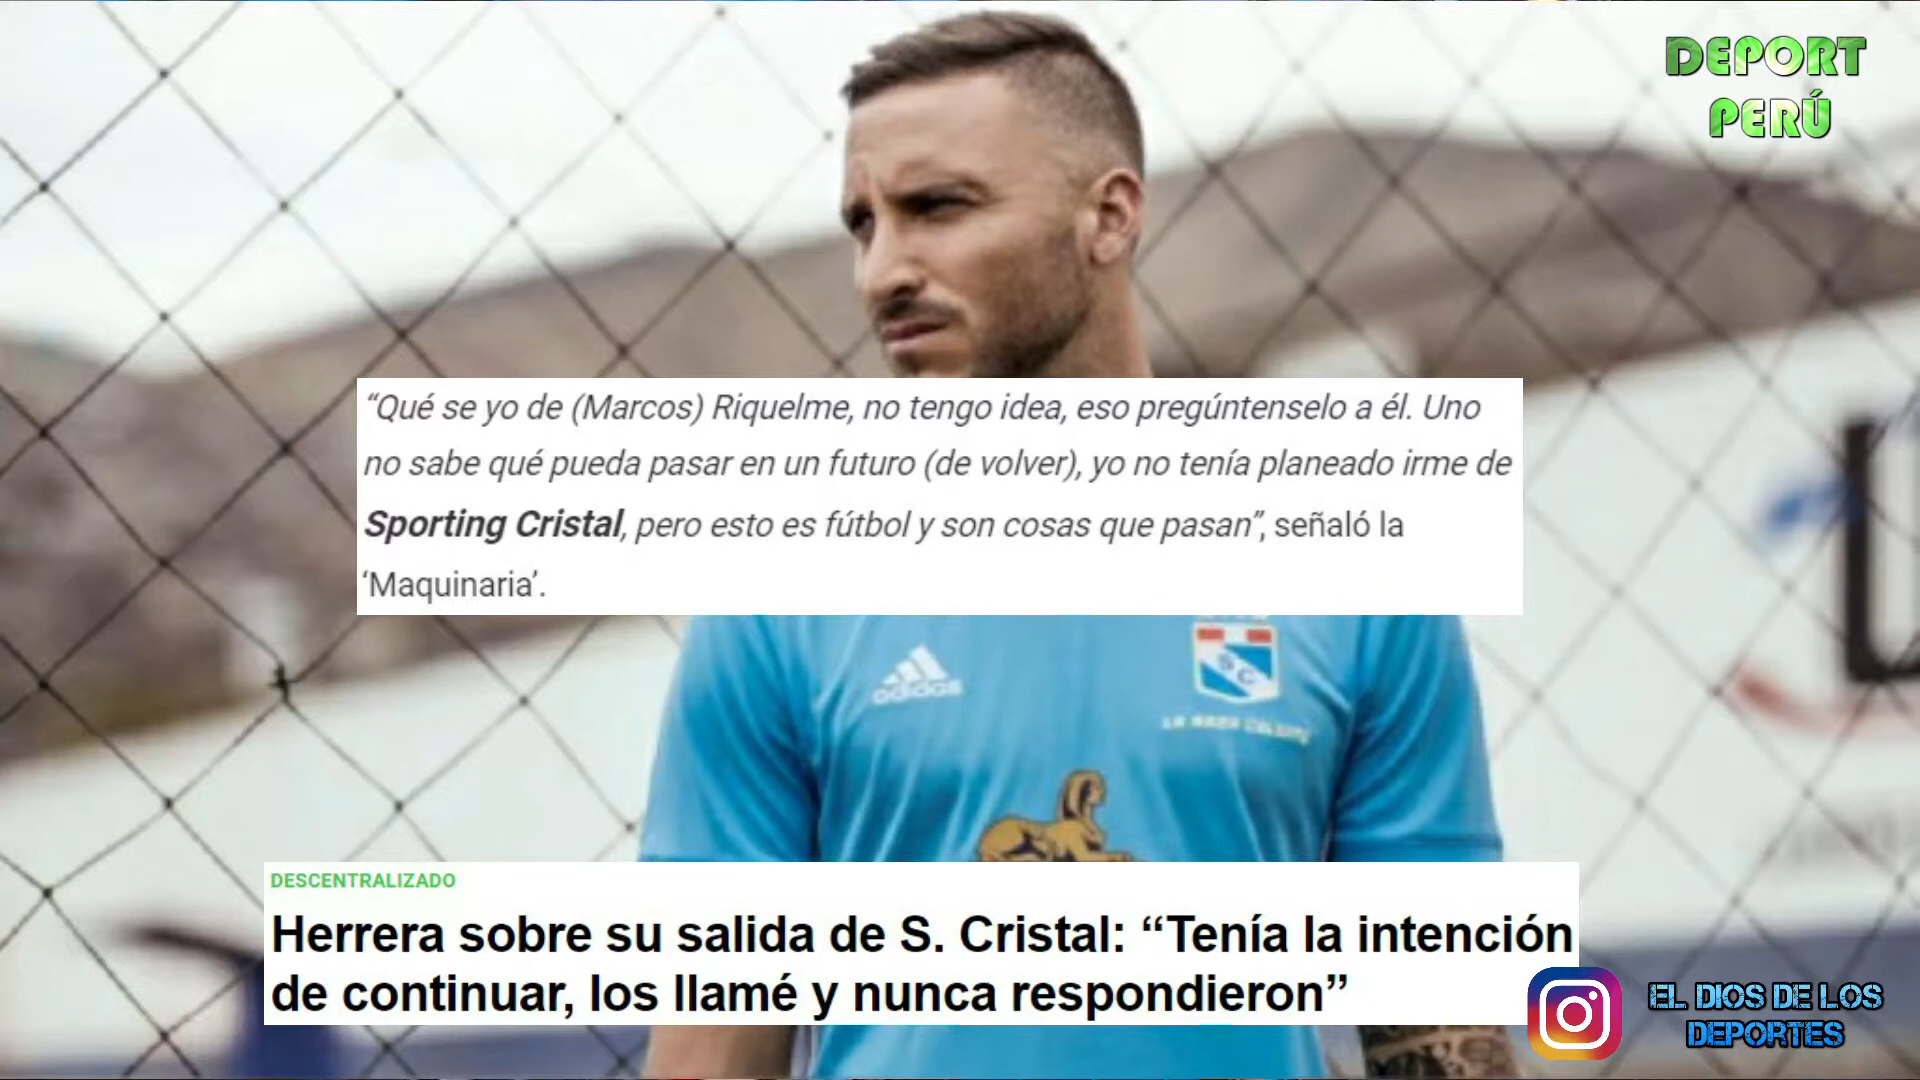 DEPORT
PERÚ
“Qué se yo de (Marcos) Riquelme, no tengo idea, eso pregúntenselo a él. Uno
no sabe qué pueda pasar en un futuro (de volver), yo no tenía planeado irme de
Sporting Cristal, pero esto es fútbol y son cosas que pasan”, señaló la
‘Maquinaria’.
adidas
SC
LA RAZA CELESTE
DESCENTRALIZADO
Herrera sobre su salida de S. Cristal: “Tenía la intención
de continuar, los llamé y nunca respondieron”
EL DIOS DE LOS
DEPORTES